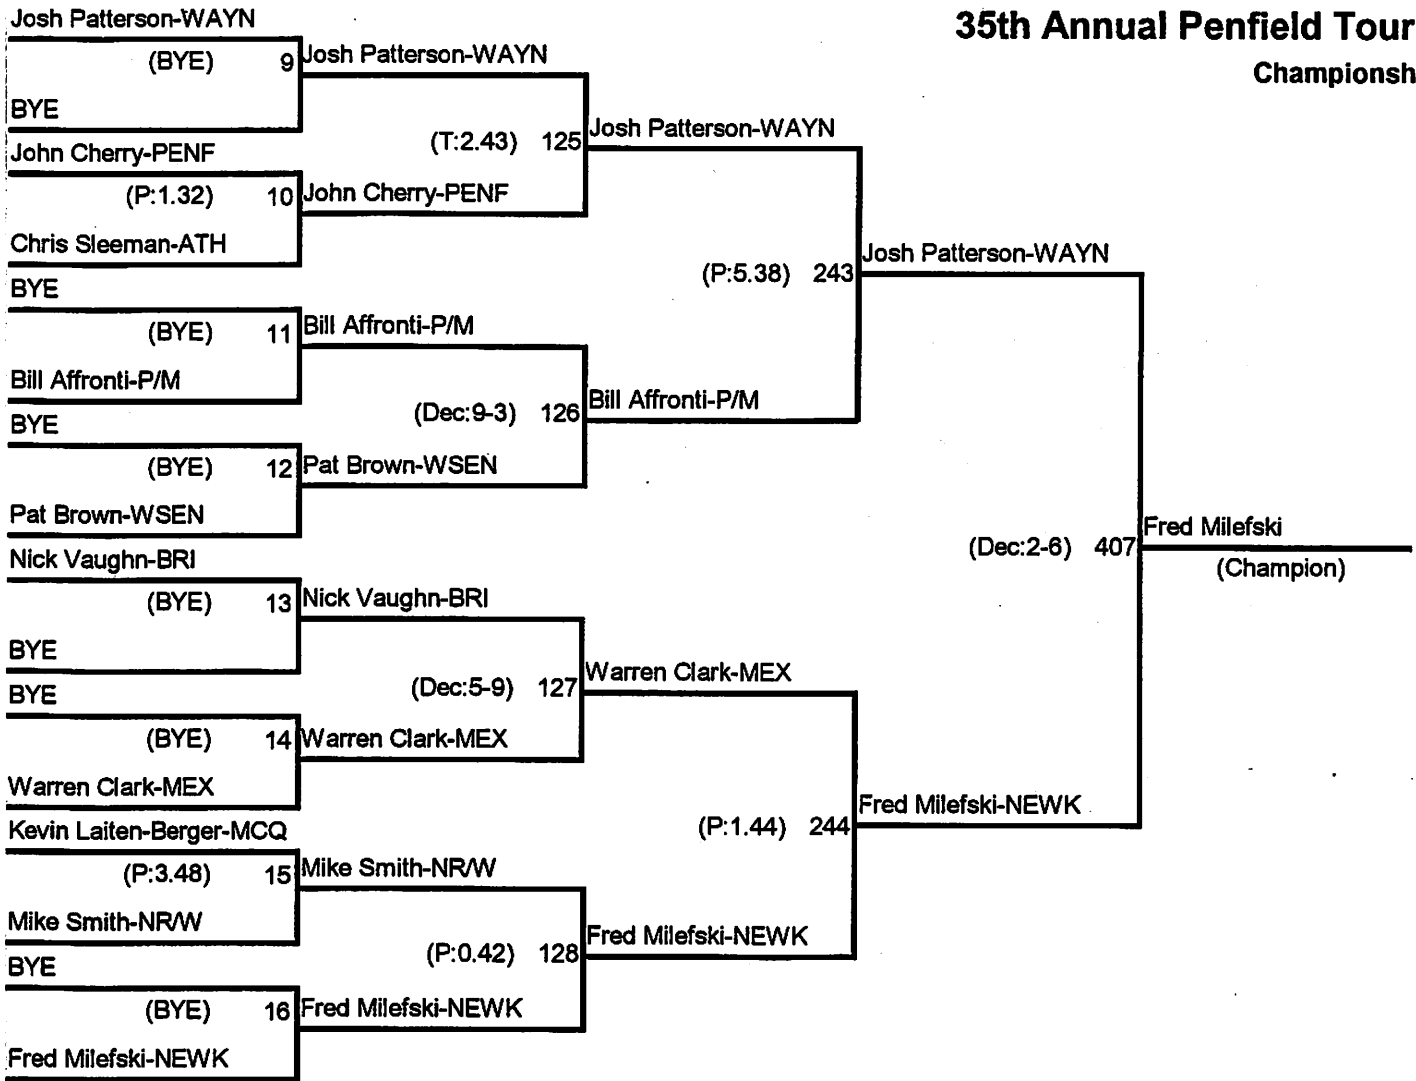 35th Annual Penfield Tour
Championsh
Josh Patterson-WAYN
(BYE) 9
BYE
Josh Patterson-WAYN
John Cherry-PENF
(P:1.32) 10
Chris Sleeman-ATH
John Cherry-PENF
(T:2.43) 125
Josh Patterson-WAYN
BYE
(BYE) 11
Bill Affronti-P/M
Bill Affronti-P/M
BYE
(BYE) 12
Pat Brown-WSEN
Pat Brown-WSEN
(Dec:9-3) 126
Bill Affronti-P/M
(P:5.38) 243
Josh Patterson-WAYN
Nick Vaughn-BRI
(BYE) 13
BYE
Nick Vaughn-BRI
BYE
(BYE) 14
Warren Clark-MEX
Warren Clark-MEX
(Dec:5-9) 127
Warren Clark-MEX
Kevin Laiten-Berger-MCQ
(P:3.48) 15
Mike Smith-NR/W
Mike Smith-NR/W
BYE
(BYE) 16
Fred Milefski-NEWK
Fred Milefski-NEWK
(P:0.42) 128
Fred Milefski-NEWK
(P:1.44) 244
Fred Milefski-NEWK
(Dec:2-6) 407
Fred Milefski
(Champion)